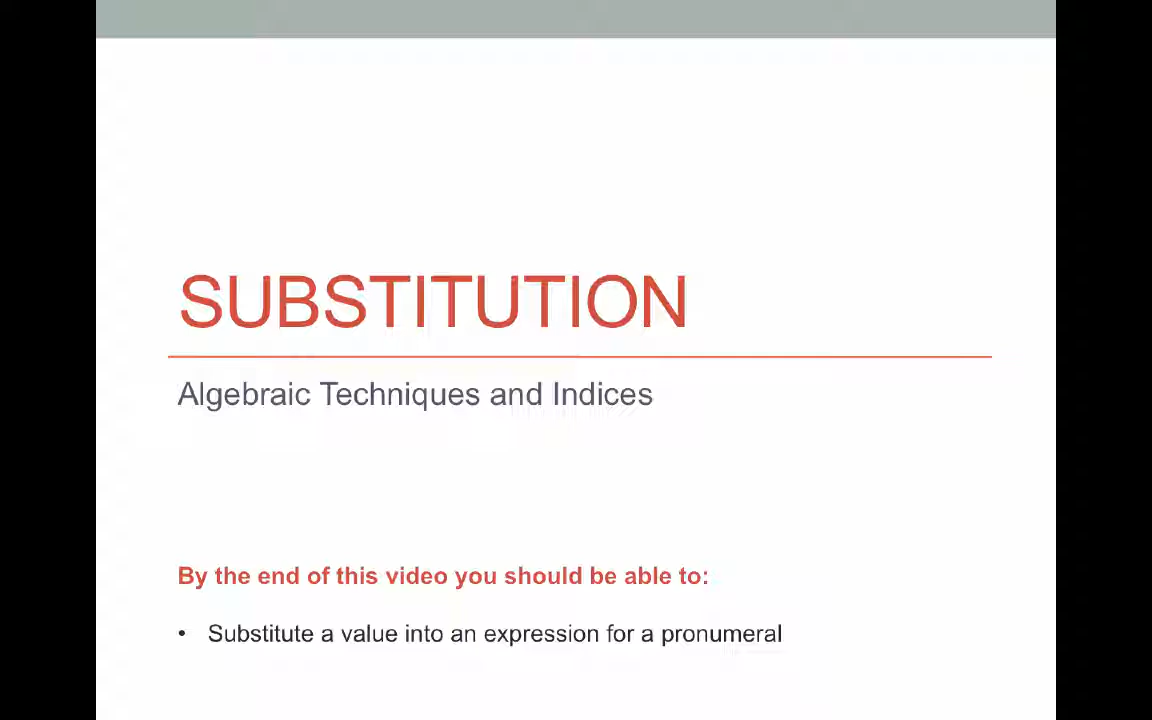 SUBSTITUTION
Algebraic Techniques and Indices
By the end of this video you should be able to:
• Substitute a value into an expression for a pronumeral